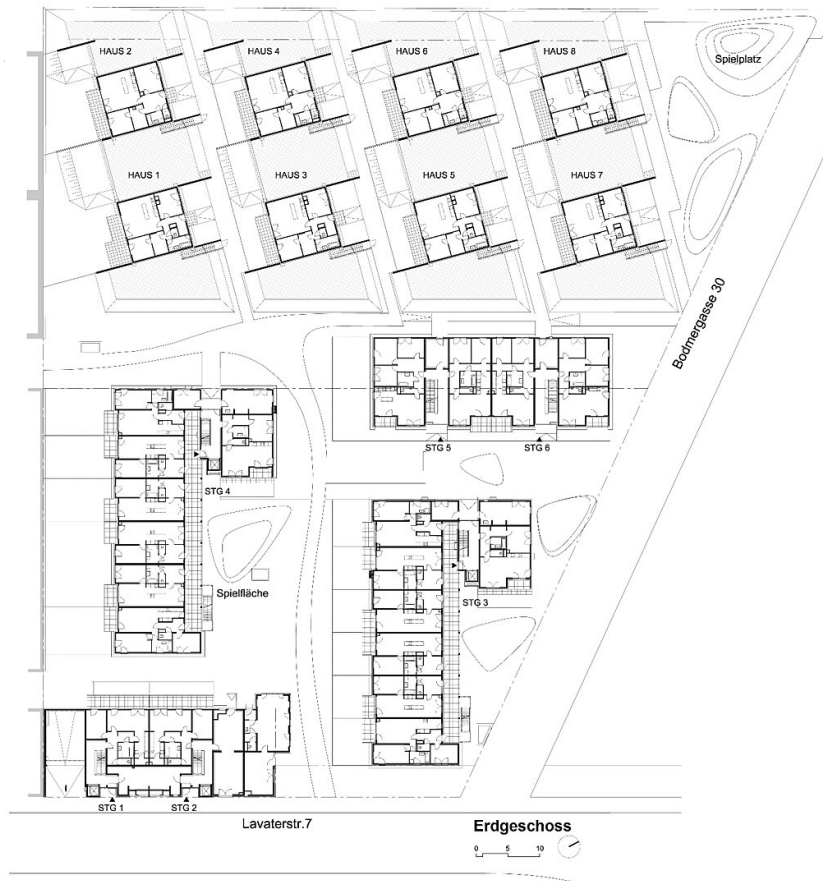 HAUS 2
HAUS 4
HAUS 6
HAUS 8
Spielplatz
HAUS 1
HAUS 3
HAUS 5
HAUS 7
Bodmergasse 30
STG 5
STG 6
STG 4
Spielfläche
STG 3
STG 1
STG 2
Lavaterstr.7
Erdgeschoss
0 5 10